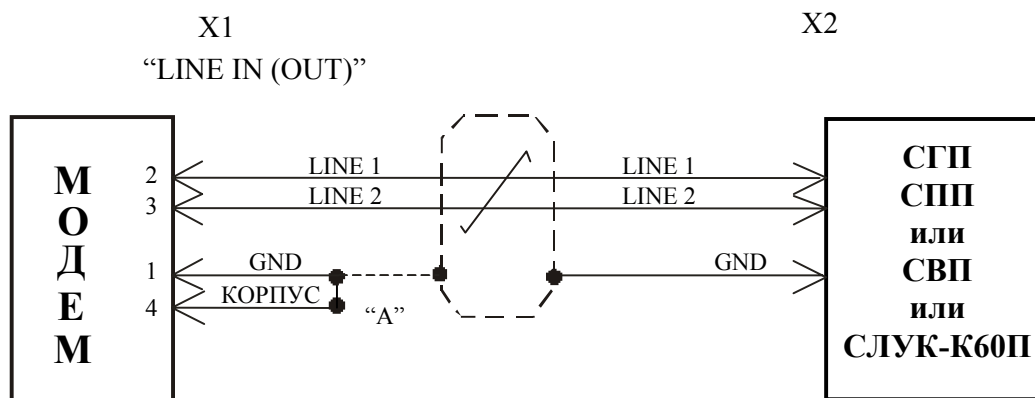 X1
X2
“LINE IN (OUT)”
МОДЕМ
2
LINE 1
LINE 1
3
LINE 2
LINE 2
1
GND
GND
4
КОРПУС
“А”
СГП
СПП
или
СВП
или
СЛУК-К60П